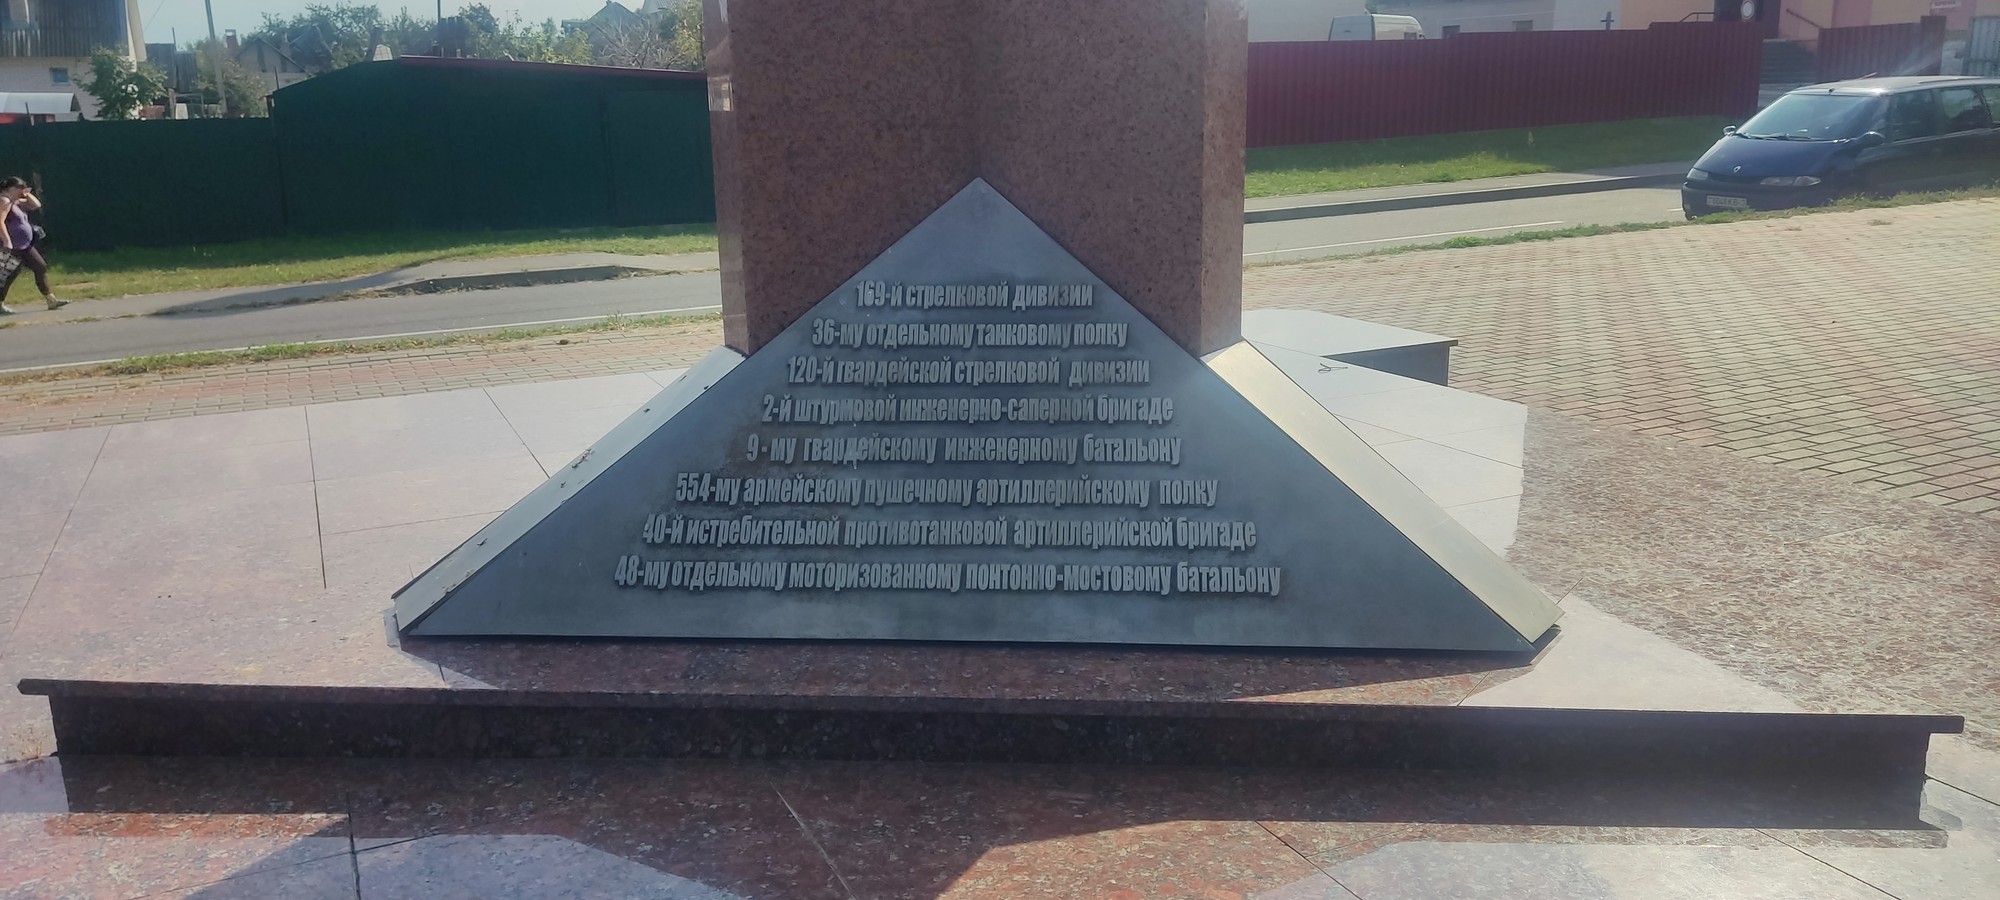 169-й стрелковой дивизии
36-му отдельному танковому полку
120-й гвардейской стрелковой дивизии
2-й штурмовой инженерно-саперной бригаде
9-му гвардейскому инженерному батальону
554-му армейскому пушечному артиллерийскому полку
40-й истребительной противотанковой артиллерийской бригаде
48-му отдельному моторизованному понтонно-мостовому батальону